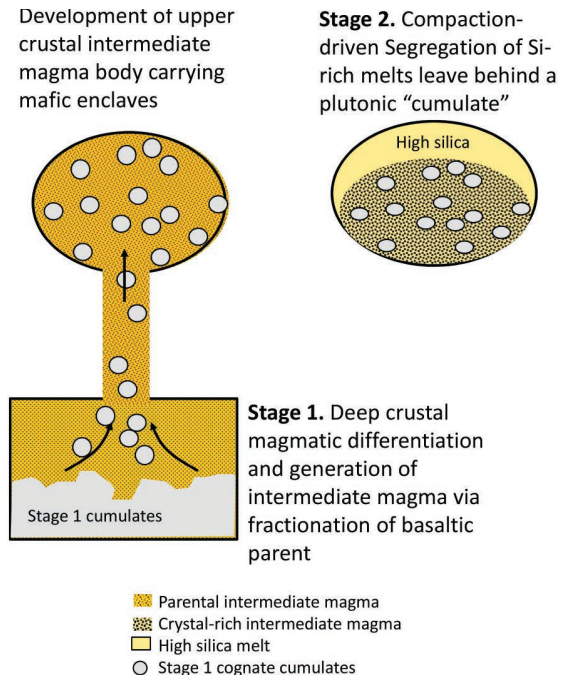 Development of upper
crustal intermediate
magma body carrying
mafic enclaves
Stage 2. Compaction-
driven Segregation of Si-
rich melts leave behind a
plutonic “cumulate”
High silica
Stage 1. Deep crustal
magmatic differentiation
and generation of
intermediate magma via
fractionation of basaltic
parent
Stage 1 cumulates
Parental intermediate magma
Crystal-rich intermediate magma
High silica melt
Stage 1 cognate cumulates